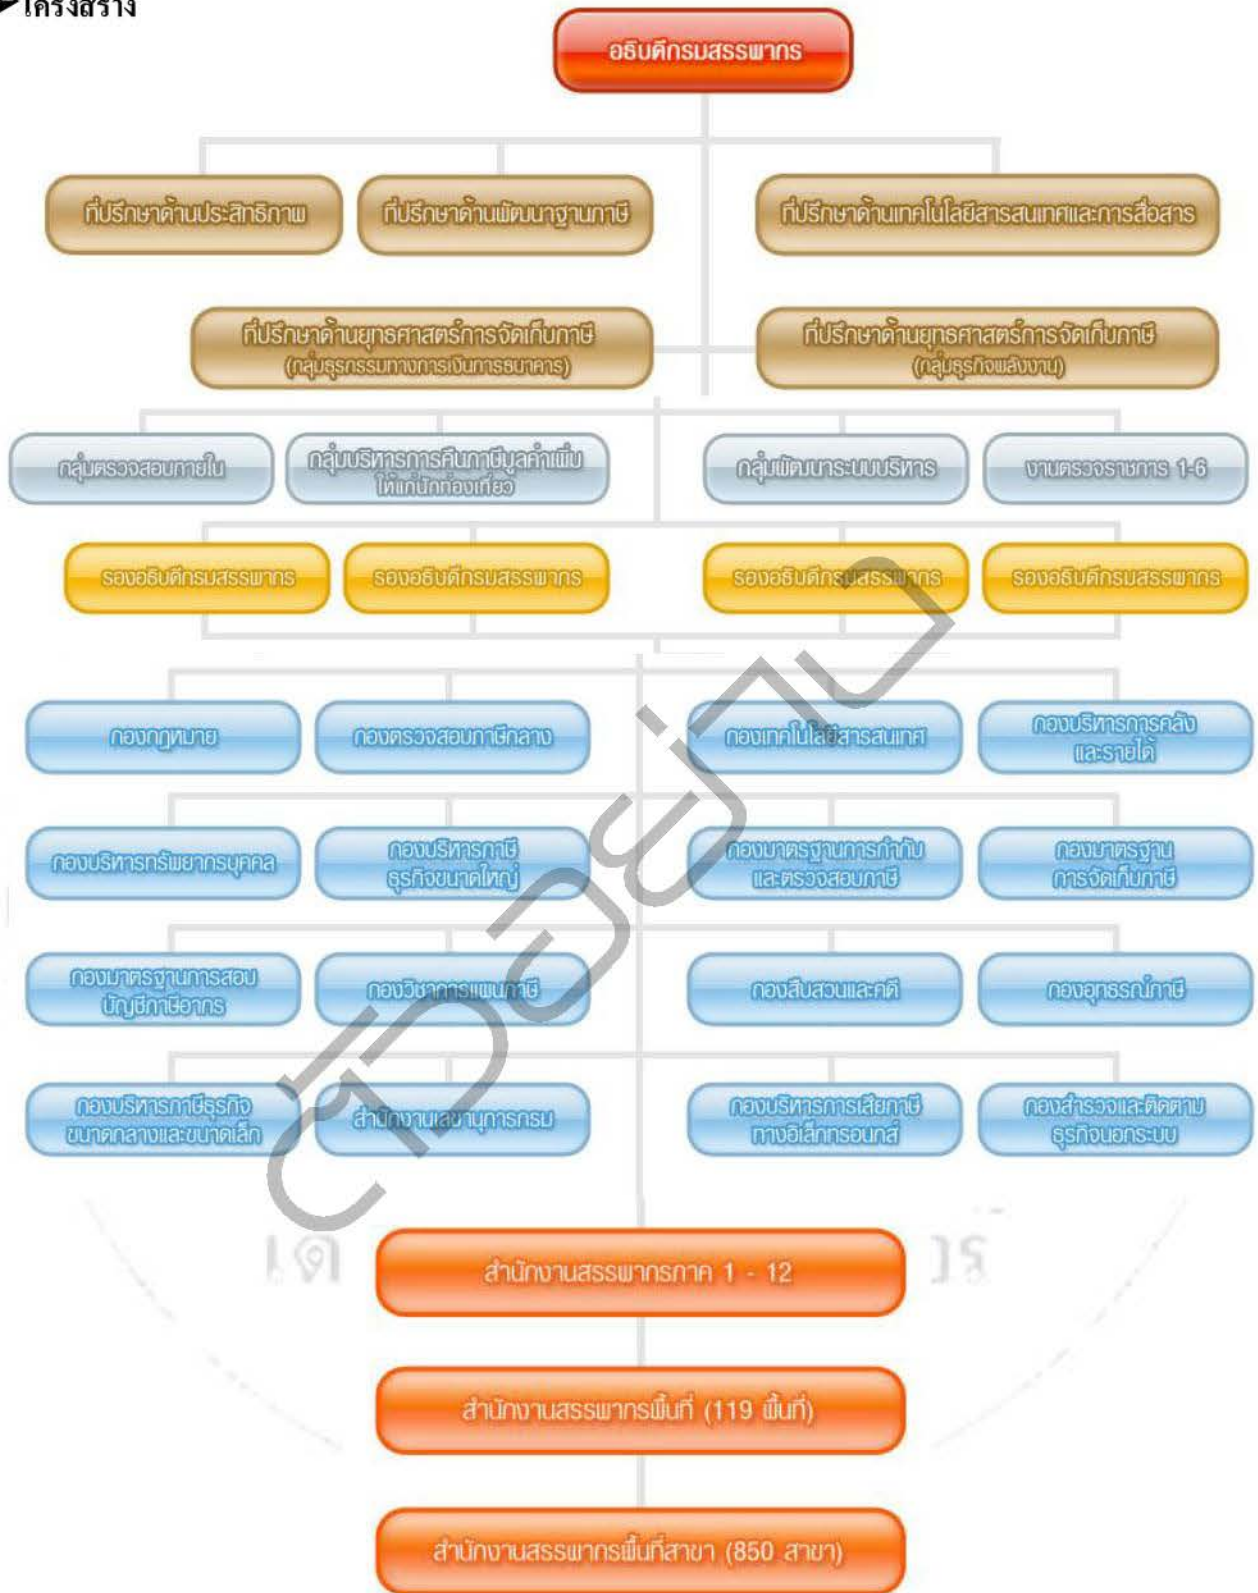 โครงสร้าง
อธิบดีกรมสรรพากร
ที่ปรึกษาด้านประสิทธิภาพ
ที่ปรึกษาด้านพัฒนาฐานภาษี
ที่ปรึกษาด้านเทคโนโลยีสารสนเทศและการสื่อสาร
ที่ปรึกษาด้านยุทธศาสตร์การจัดเก็บภาษี
(กลุ่มธุรกรรมทางการเงินการธนาคาร)
ที่ปรึกษาด้านยุทธศาสตร์การจัดเก็บภาษี
(กลุ่มธุรกิจพลังงาน)
กลุ่มตรวจสอบภายใน
กลุ่มบริหารการคืนภาษีมูลค่าเพิ่ม
ให้แก่นักท่องเที่ยว
กลุ่มพัฒนาระบบบริหาร
งานตรวจราชการ 1-6
รองอธิบดีกรมสรรพากร
รองอธิบดีกรมสรรพากร
รองอธิบดีกรมสรรพากร
รองอธิบดีกรมสรรพากร
กองกฎหมาย
กองตรวจสอบภาษีกลาง
กองเทคโนโลยีสารสนเทศ
กองบริหารการคลัง
และรายได้
กองบริหารทรัพยากรบุคคล
กองบริหารภาษี
ธุรกิจขนาดใหญ่
กองมาตรฐานการกำกับ
และตรวจสอบภาษี
กองมาตรฐาน
การจัดเก็บภาษี
กองมาตรฐานการสอบ
บัญชีภาษีอากร
กองวิชาการแผนภาษี
กองสืบสวนและคดี
กองอุทธรณ์ภาษี
กองบริหารภาษีธุรกิจ
ขนาดกลางและขนาดเล็ก
สำนักงานเลขานุการกรม
กองบริหารการเสียภาษี
ทางอิเล็กทรอนิกส์
กองสำรวจและติดตาม
ธุรกิจนอกระบบ
สำนักงานสรรพากรภาค 1 - 12
สำนักงานสรรพากรพื้นที่ (119 พื้นที่)
สำนักงานสรรพากรพื้นที่สาขา (850 สาขา)
ตัวอย่าง